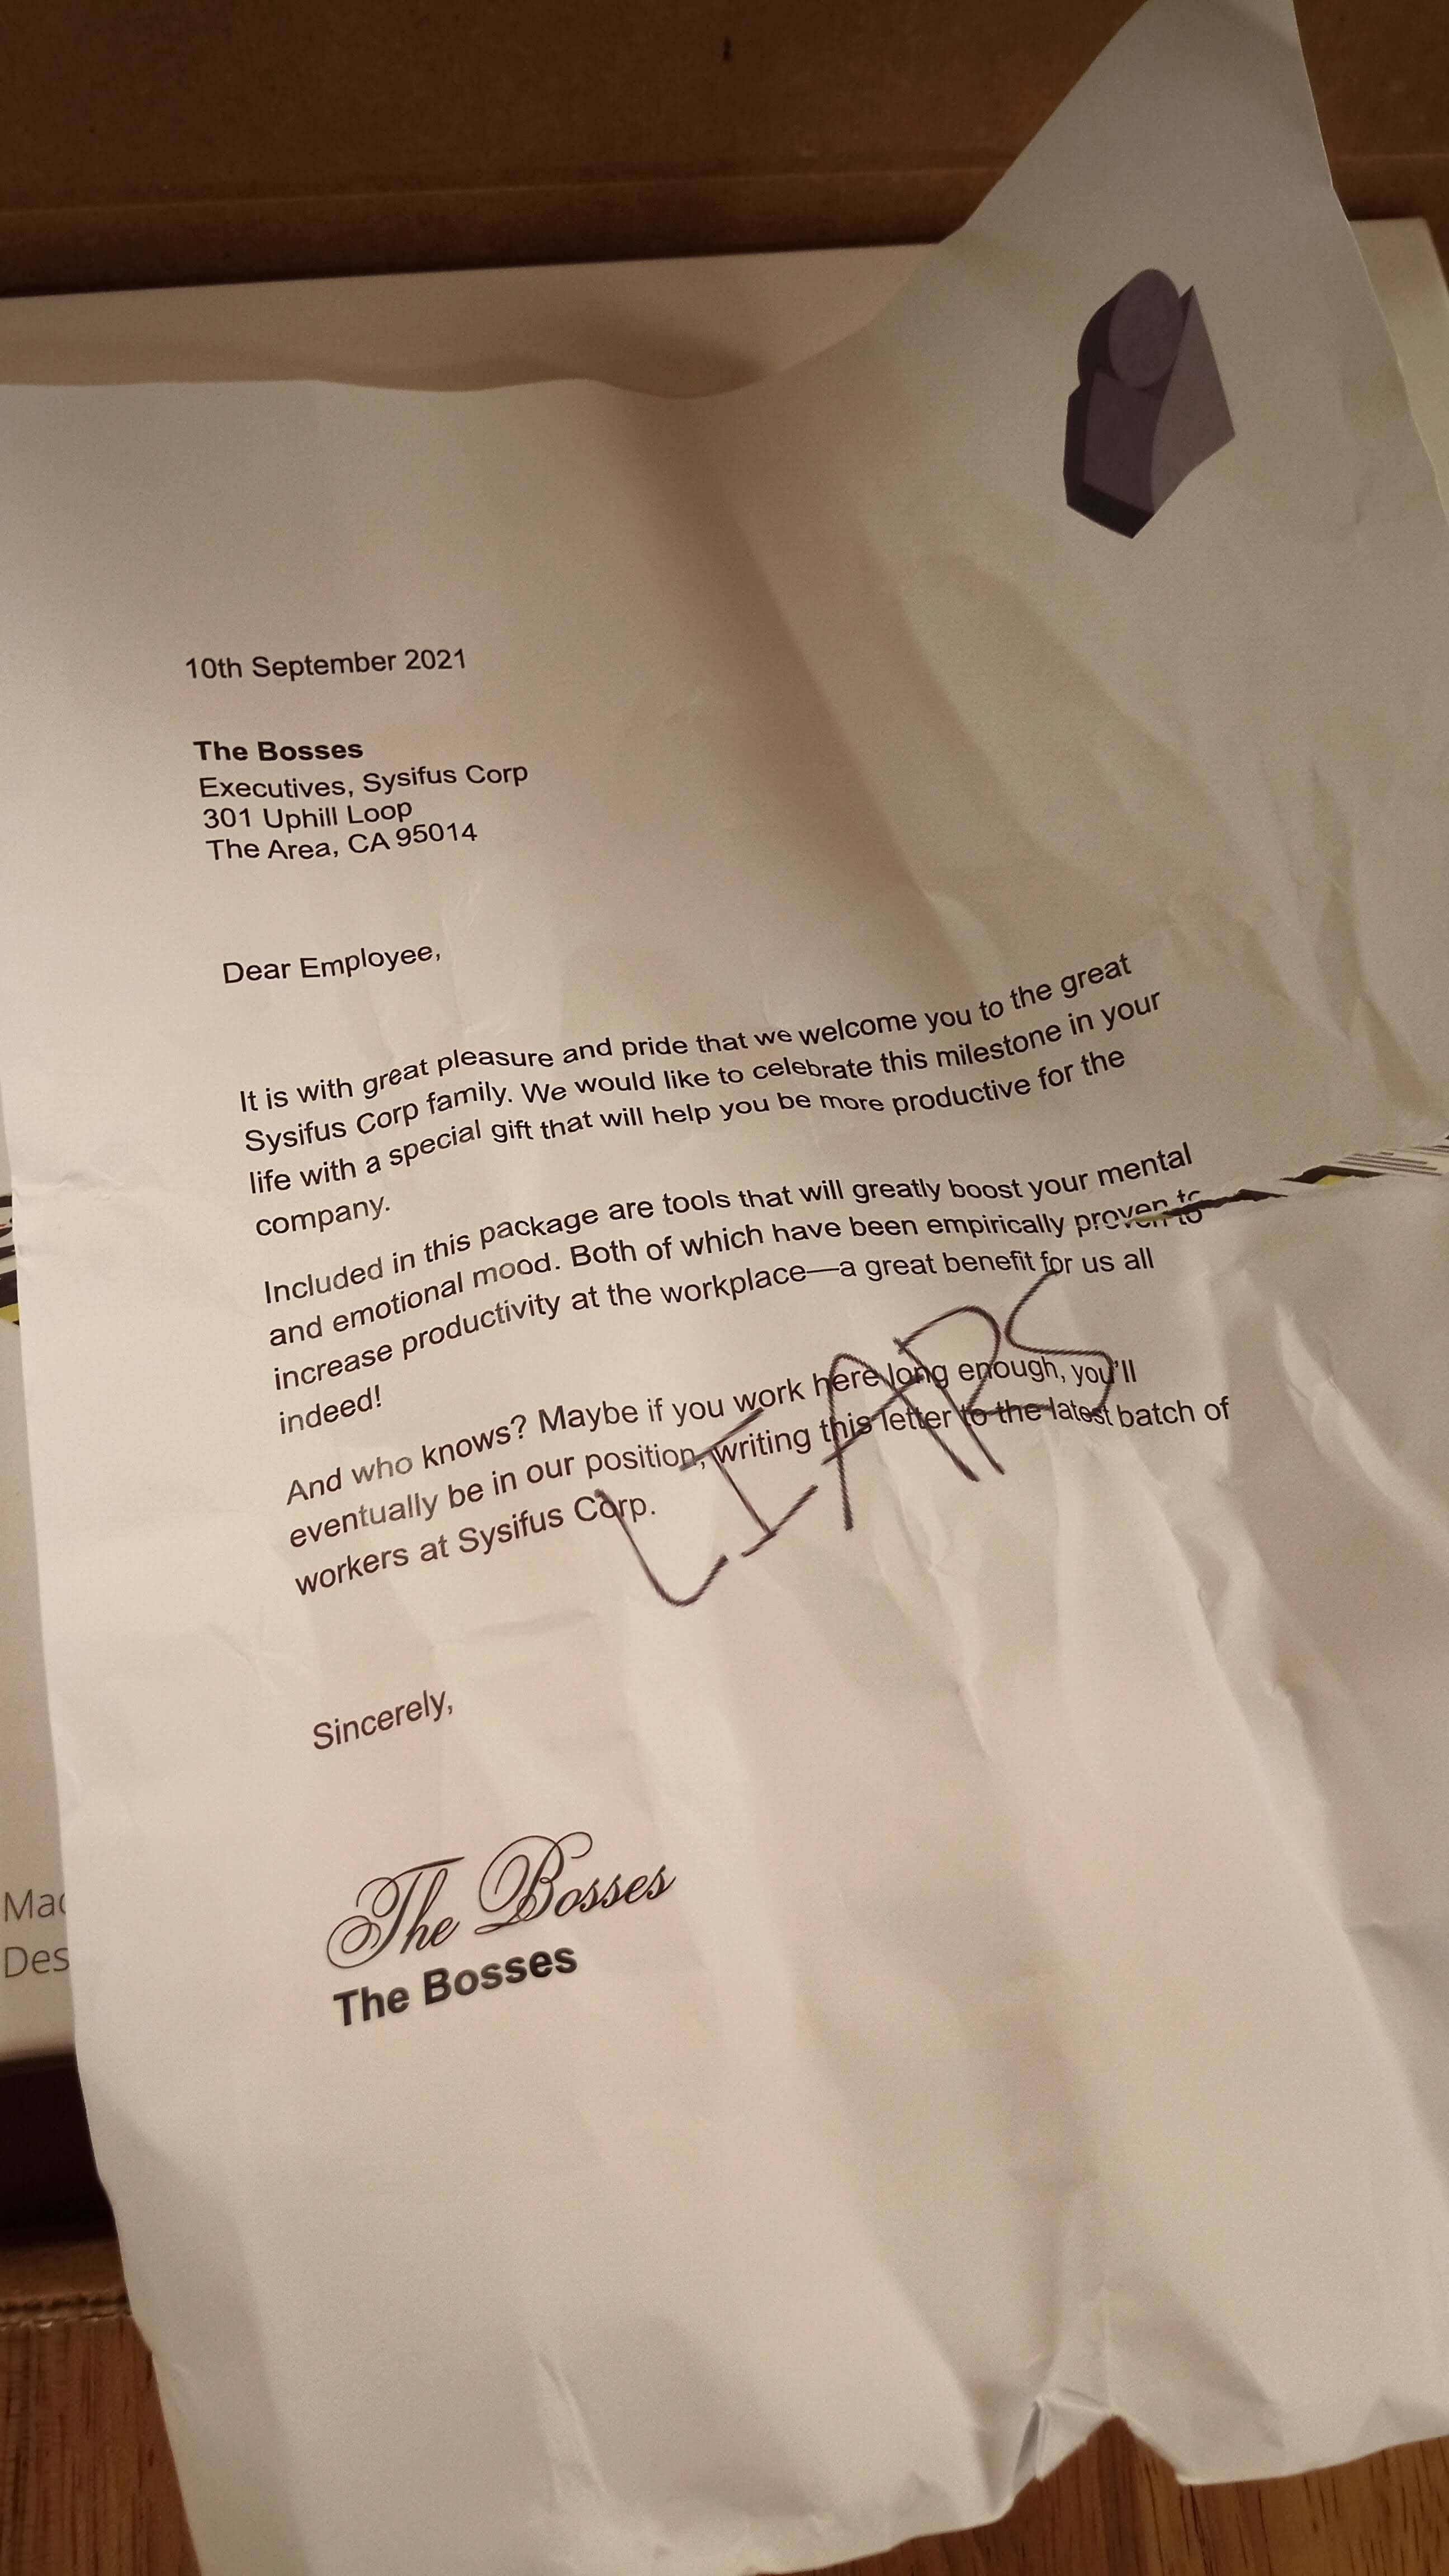 10th September 2021
The Bosses
Executives, Sysifus Corp
301 Uphill Loop
The Area, CA 95014
Dear Employee,
It is with great pleasure and pride that we welcome you to the great
Sysifus Corp family. We would like to celebrate this milestone in your
life with a special gift that will help you be more productive for the
company.
Included in this package are tools that will greatly boost your mental
and emotional mood. Both of which have been empirically proven to
increase productivity at the workplace—a great benefit for us all
indeed!
And who knows? Maybe if you work here long enough, you'll
eventually be in our position, writing this letter to the latest batch of
workers at Sysifus Corp.
LIARS
Sincerely,
The Bosses
The Bosses